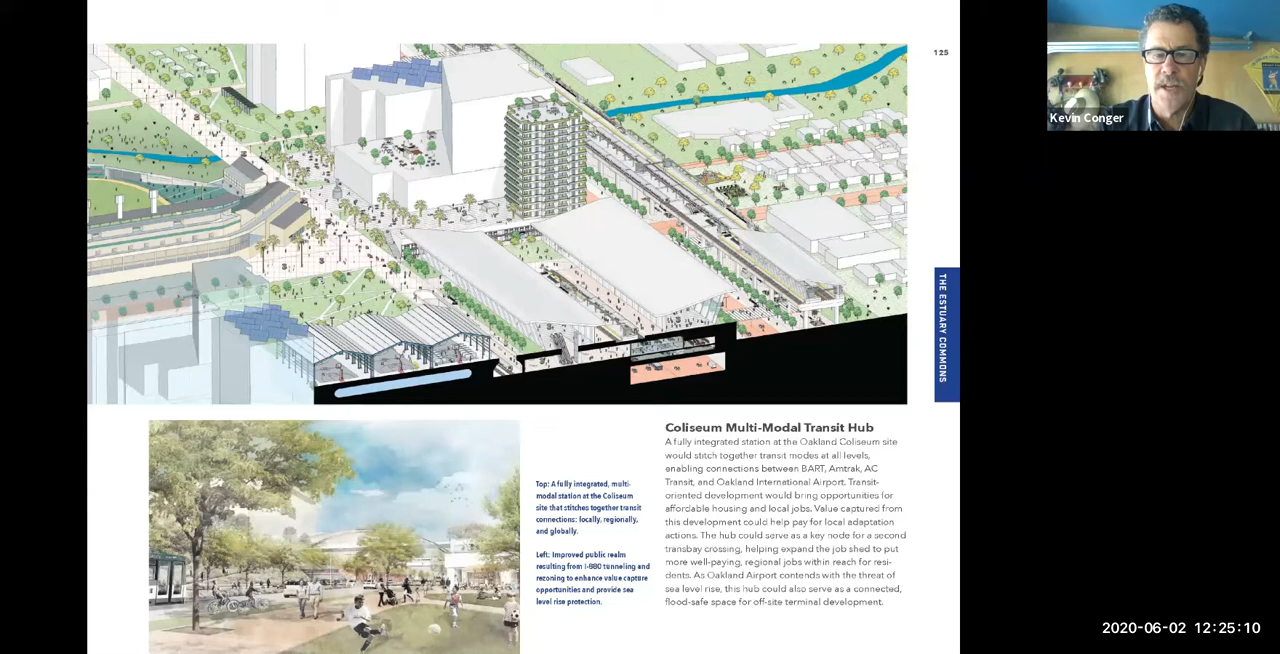 125
Kevin Conger
THE ESTUARY COMMONS
Coliseum Multi-Modal Transit Hub
A fully integrated station at the Oakland Coliseum site
would stitch together transit modes at all levels,
enabling connections between BART, Amtrak, AC
Transit, and Oakland International Airport. Transit-
oriented development would bring opportunities for
affordable housing and local jobs. Value captured from
this development could help pay for local adaptation
actions. The hub could serve as a key node for a second
transbay crossing, helping expand the job shed to put
more well-paying, regional jobs within reach for resi-
dents. As Oakland Airport contends with the threat of
sea level rise, this hub could also serve as a connected,
flood-safe space for off-site terminal development.
Top: A fully integrated, multi-
modal station at the Coliseum
site that stitches together transit
connections; locally, regionally,
and globally.
Left: Improved public realm
resulting from I-880 tunneling and
rezoning to enhance value capture
opportunities and provide sea
level rise protection.
2020-06-02 12:25:10